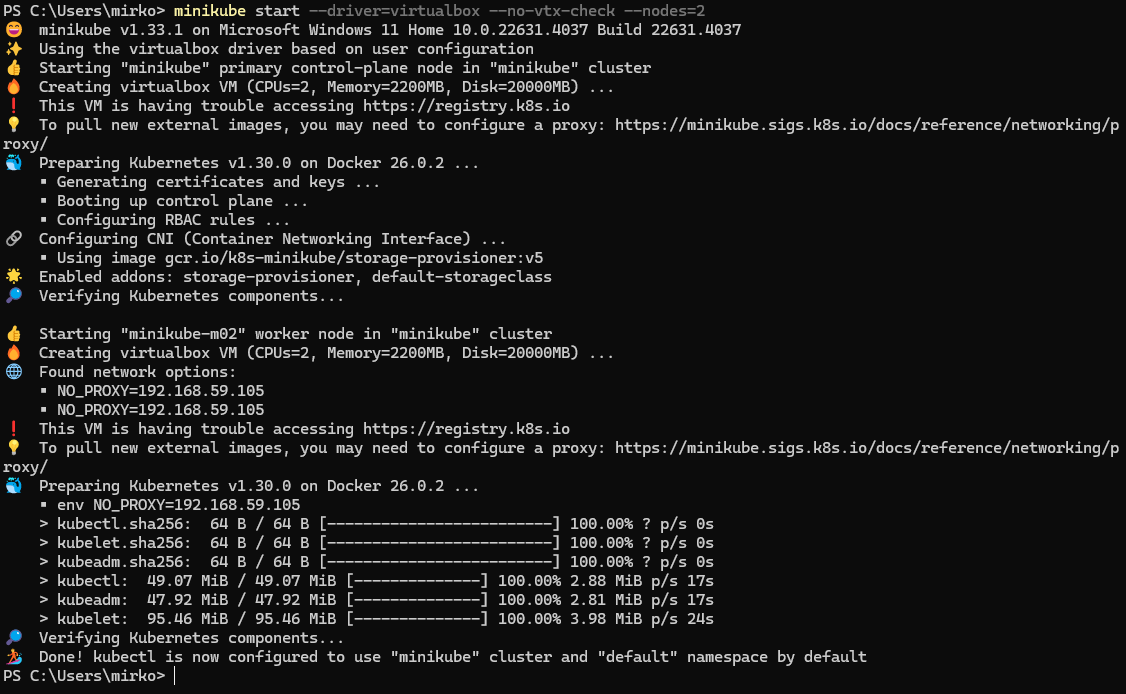 PS C:\Users\mirko> minikube start --driver=virtualbox --no-vtx-check --nodes=2
😄  minikube v1.33.1 on Microsoft Windows 11 Home 10.0.22631.4037 Build 22631.4037
✨  Using the virtualbox driver based on user configuration
👍  Starting "minikube" primary control-plane node in "minikube" cluster
🔥  Creating virtualbox VM (CPUs=2, Memory=2200MB, Disk=20000MB) ...
❗  This VM is having trouble accessing https://registry.k8s.io
💡  To pull new external images, you may need to configure a proxy: https://minikube.sigs.k8s.io/docs/reference/networking/p
roxy/
🐳  Preparing Kubernetes v1.30.0 on Docker 26.0.2 ...
    ▪ Generating certificates and keys ...
    ▪ Booting up control plane ...
    ▪ Configuring RBAC rules ...
🔗  Configuring CNI (Container Networking Interface) ...
    ▪ Using image gcr.io/k8s-minikube/storage-provisioner:v5
🌟  Enabled addons: storage-provisioner, default-storageclass
🔎  Verifying Kubernetes components...
👍  Starting "minikube-m02" worker node in "minikube" cluster
🔥  Creating virtualbox VM (CPUs=2, Memory=2200MB, Disk=20000MB) ...
🌐  Found network options:
    ▪ NO_PROXY=192.168.59.105
    ▪ NO_PROXY=192.168.59.105
❗  This VM is having trouble accessing https://registry.k8s.io
💡  To pull new external images, you may need to configure a proxy: https://minikube.sigs.k8s.io/docs/reference/networking/p
roxy/
🐳  Preparing Kubernetes v1.30.0 on Docker 26.0.2 ...
    ▪ env NO_PROXY=192.168.59.105
    > kubectl.sha256:  64 B / 64 B [-------------------------] 100.00% ? p/s 0s
    > kubelet.sha256:  64 B / 64 B [-------------------------] 100.00% ? p/s 0s
    > kubeadm.sha256:  64 B / 64 B [-------------------------] 100.00% ? p/s 0s
    > kubectl:  49.07 MiB / 49.07 MiB [--------------] 100.00% 2.88 MiB p/s 17s
    > kubeadm:  47.92 MiB / 47.92 MiB [--------------] 100.00% 2.81 MiB p/s 17s
    > kubelet:  95.46 MiB / 95.46 MiB [--------------] 100.00% 3.98 MiB p/s 24s
🔎  Verifying Kubernetes components...
🏄  Done! kubectl is now configured to use "minikube" cluster and "default" namespace by default
PS C:\Users\mirko>